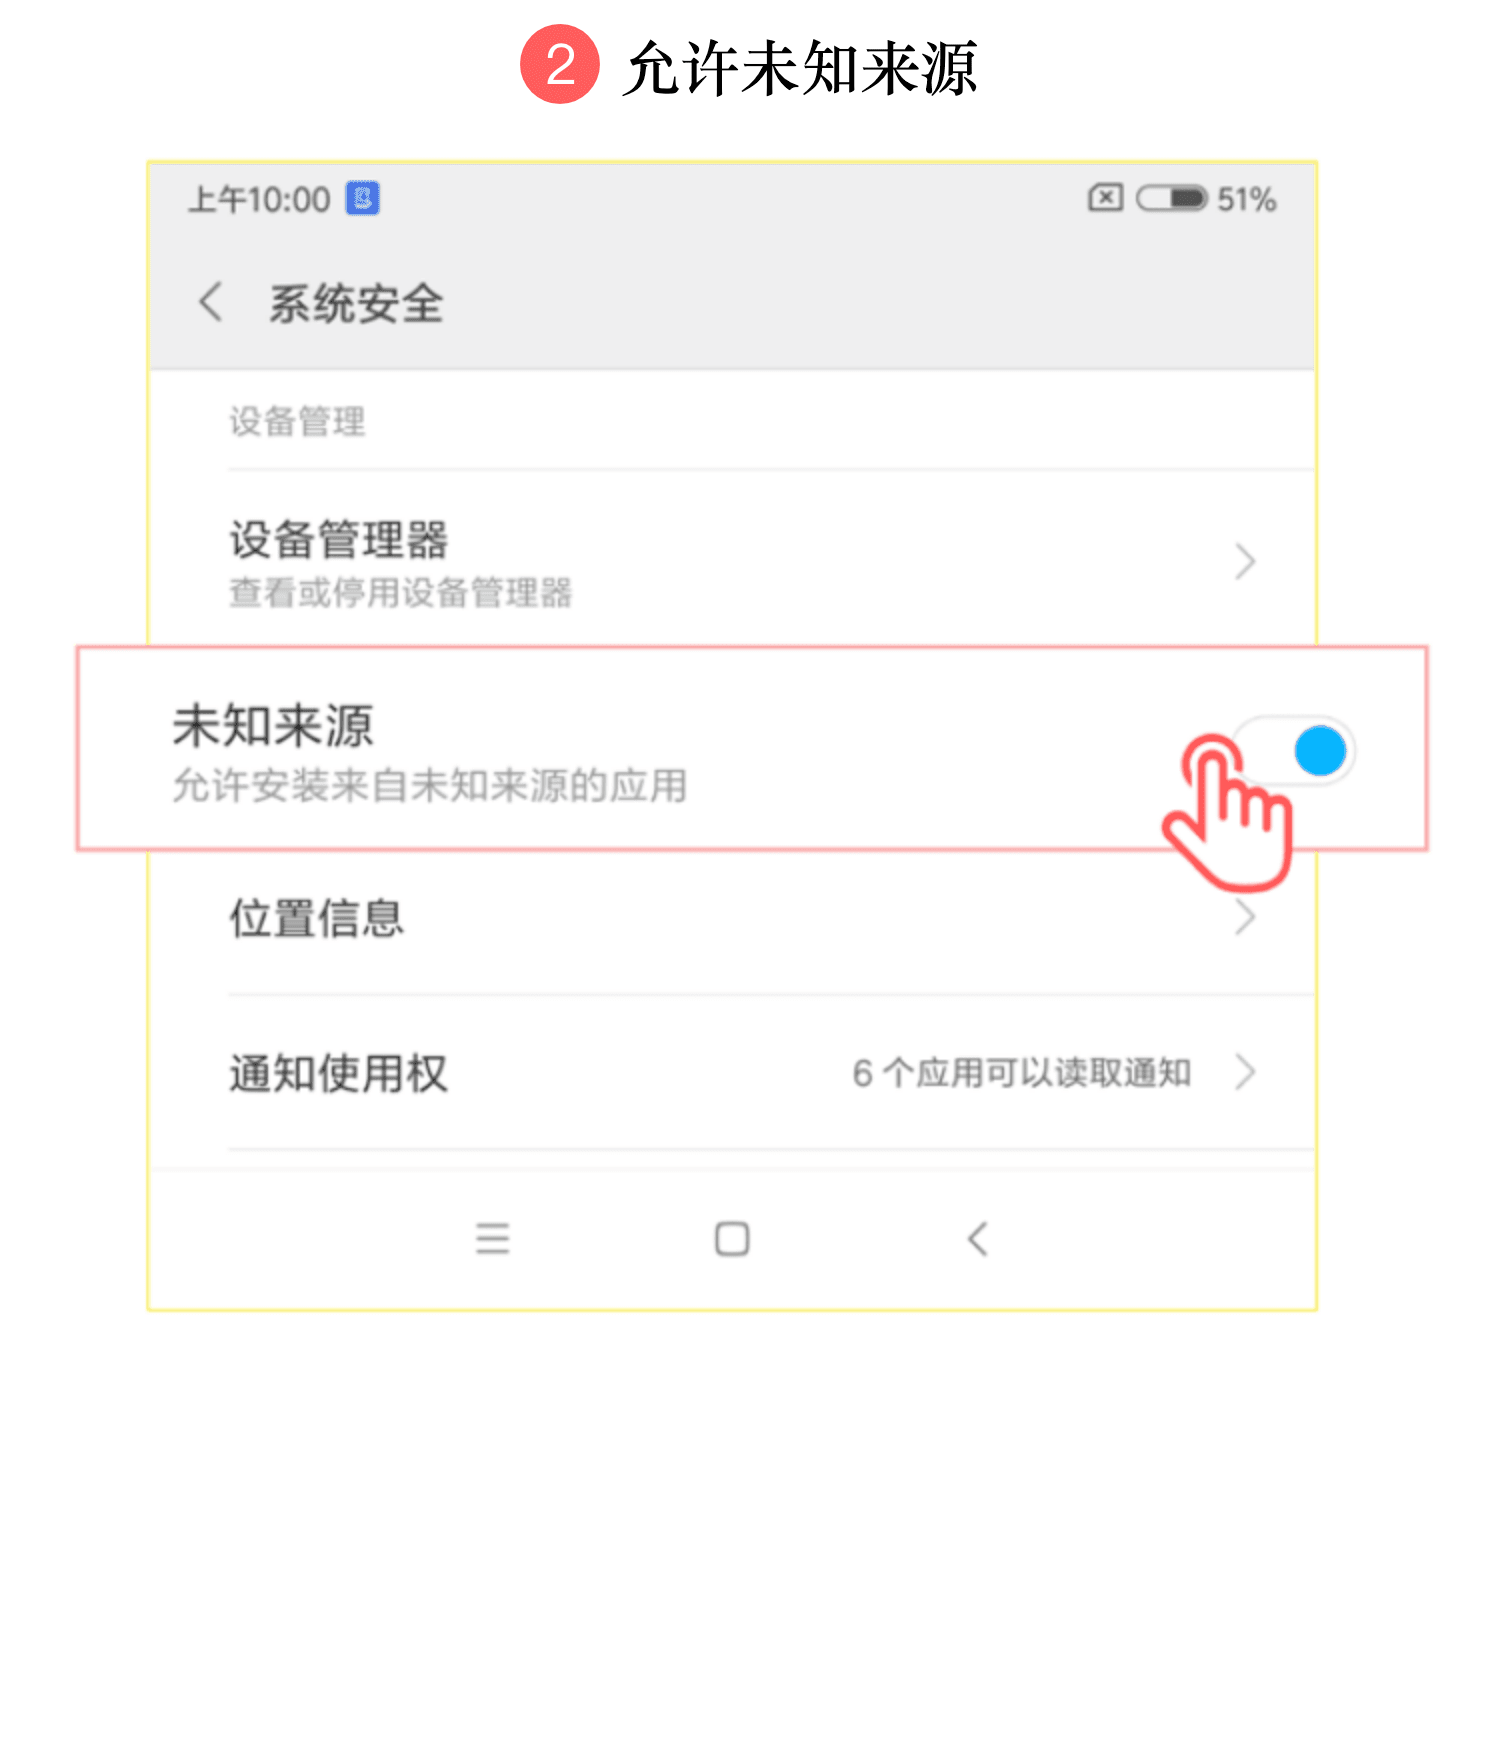 2 允许未知来源
上午10:00 51%
系统安全
设备管理
设备管理器
查看或停用设备管理器
未知来源
允许安装来自未知来源的应用
位置信息
通知使用权 6 个应用可以读取通知